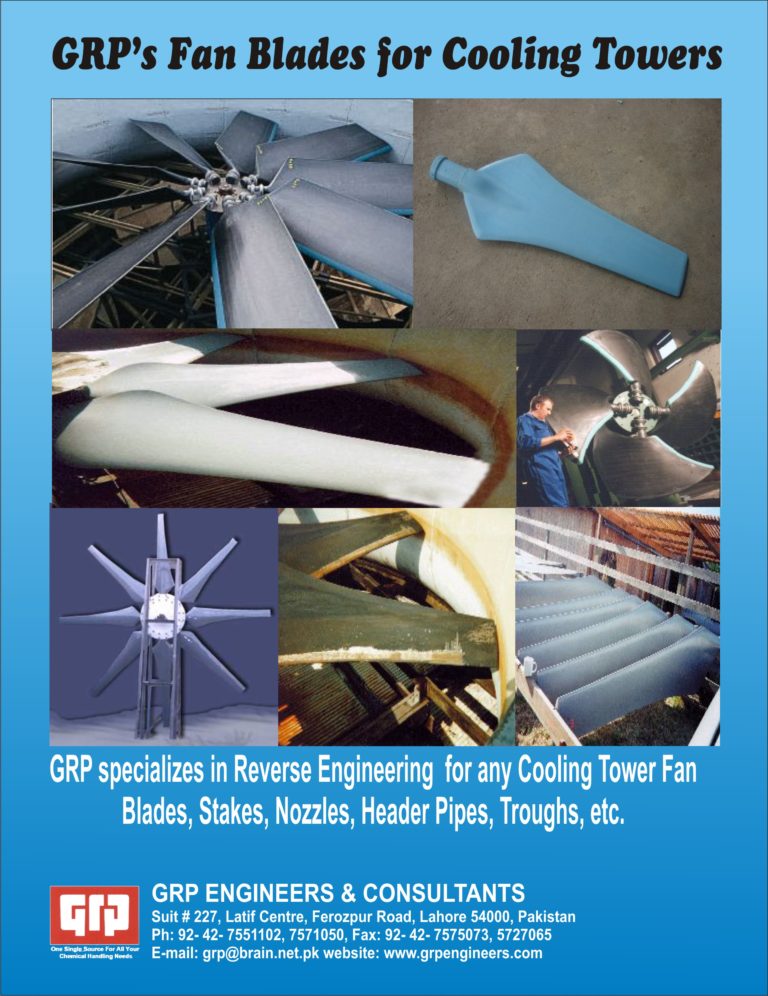 GRP's Fan Blades for Cooling Towers
GRP specializes in Reverse Engineering for any Cooling Tower Fan
Blades, Stakes, Nozzles, Header Pipes, Troughs, etc.
GRP
One Single Source For All Your
Chemical Handling Needs
GRP ENGINEERS & CONSULTANTS
Suit # 227, Latif Centre, Ferozpur Road, Lahore 54000, Pakistan
Ph: 92- 42- 7551102, 7571050, Fax: 92- 42- 7575073, 5727065
E-mail: grp@brain.net.pk website: www.grpengineers.com